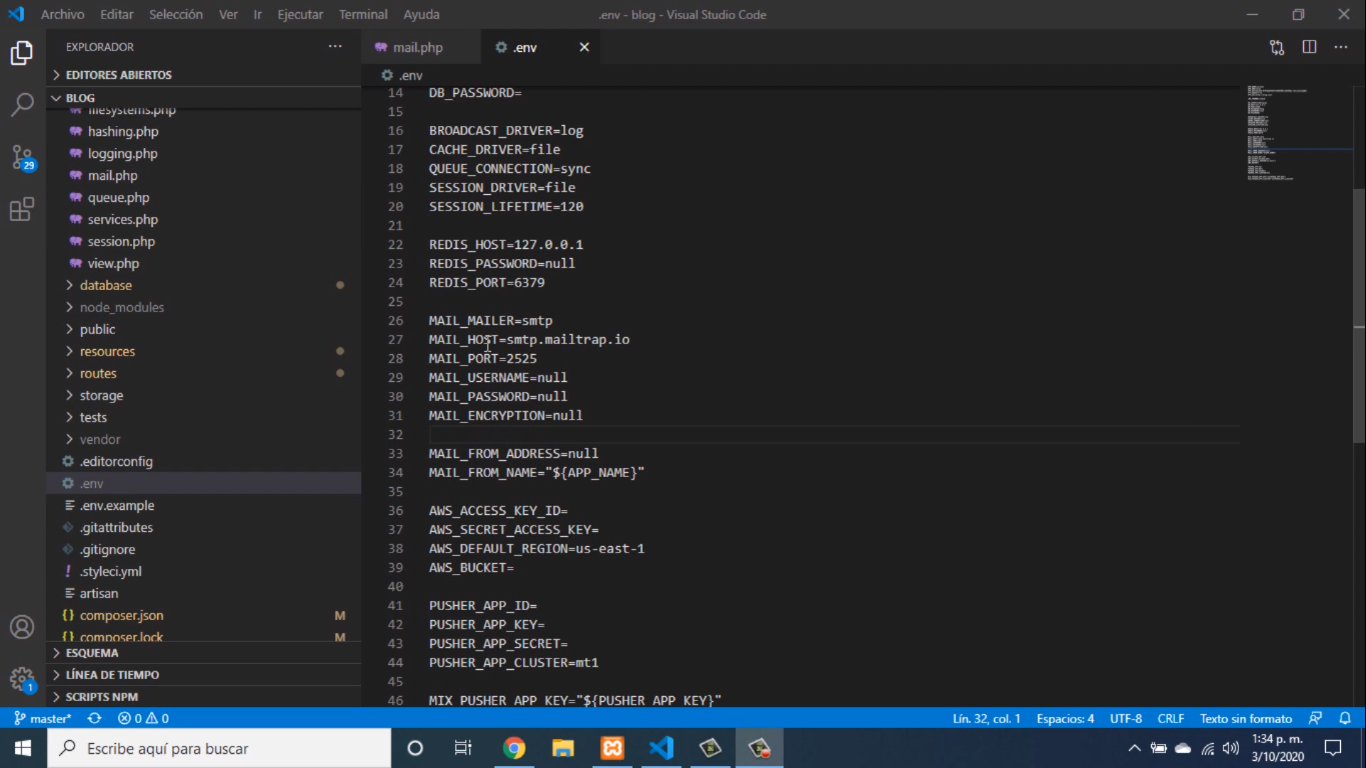 Archivo Editar Selección Ver Ir Ejecutar Terminal Ayuda .env - blog - Visual Studio Code
EXPLORADOR
mail.php .env
EDITORES ABIERTOS
.env
BLOG
filesystems.php
hashing.php
logging.php
mail.php
queue.php
services.php
session.php
view.php
database
node_modules
public
resources
routes
storage
tests
vendor
.editorconfig
.env
.env.example
.gitattributes
.gitignore
.styleci.yml
artisan
composer.json M
composer.lock M
ESQUEMA
LÍNEA DE TIEMPO
SCRIPTS NPM
29
1
14 DB_PASSWORD=
15
16 BROADCAST_DRIVER=log
17 CACHE_DRIVER=file
18 QUEUE_CONNECTION=sync
19 SESSION_DRIVER=file
20 SESSION_LIFETIME=120
21
22 REDIS_HOST=127.0.0.1
23 REDIS_PASSWORD=null
24 REDIS_PORT=6379
25
26 MAIL_MAILER=smtp
27 MAIL_HOST=smtp.mailtrap.io
28 MAIL_PORT=2525
29 MAIL_USERNAME=null
30 MAIL_PASSWORD=null
31 MAIL_ENCRYPTION=null
32
33 MAIL_FROM_ADDRESS=null
34 MAIL_FROM_NAME="${APP_NAME}"
35
36 AWS_ACCESS_KEY_ID=
37 AWS_SECRET_ACCESS_KEY=
38 AWS_DEFAULT_REGION=us-east-1
39 AWS_BUCKET=
40
41 PUSHER_APP_ID=
42 PUSHER_APP_KEY=
43 PUSHER_APP_SECRET=
44 PUSHER_APP_CLUSTER=mt1
45
46 MIX_PUSHER_APP_KEY="${PUSHER_APP_KEY}"
master* 0 0 Lín. 32, col. 1 Espacios: 4 UTF-8 CRLF Texto sin formato
Escribe aquí para buscar
1:34 p. m.
3/10/2020